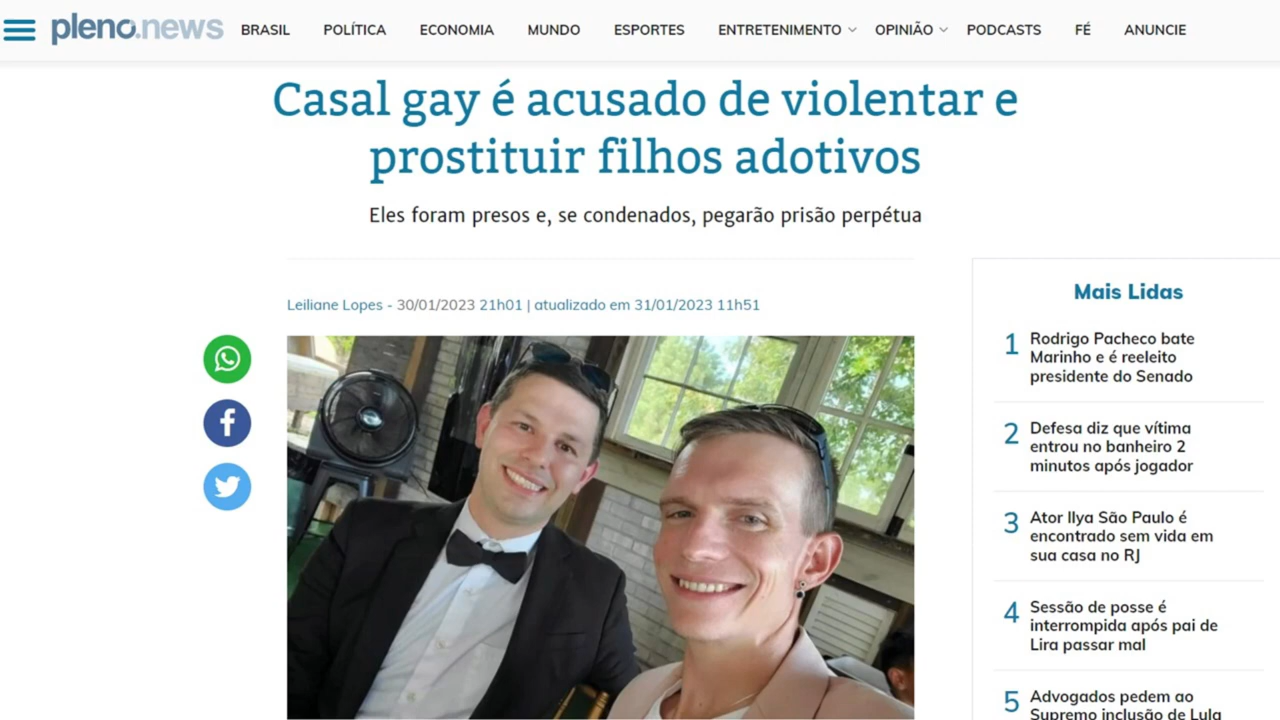 pleno.news
BRASIL POLÍTICA ECONOMIA MUNDO ESPORTES ENTRETENIMENTO OPINIÃO PODCASTS FÉ ANUNCIE
Casal gay é acusado de violentar e
prostituir filhos adotivos
Eles foram presos e, se condenados, pegarão prisão perpétua
Leiliane Lopes - 30/01/2023 21h01 | atualizado em 31/01/2023 11h51
Mais Lidas
1 Rodrigo Pacheco bate
Marinho e é reeleito
presidente do Senado
2 Defesa diz que vítima
entrou no banheiro 2
minutos após jogador
3 Ator Ilya São Paulo é
encontrado sem vida em
sua casa no RJ
4 Sessão de posse é
interrompida após pai de
Lira passar mal
5 Advogados pedem ao
Supremo inclusão de Lula